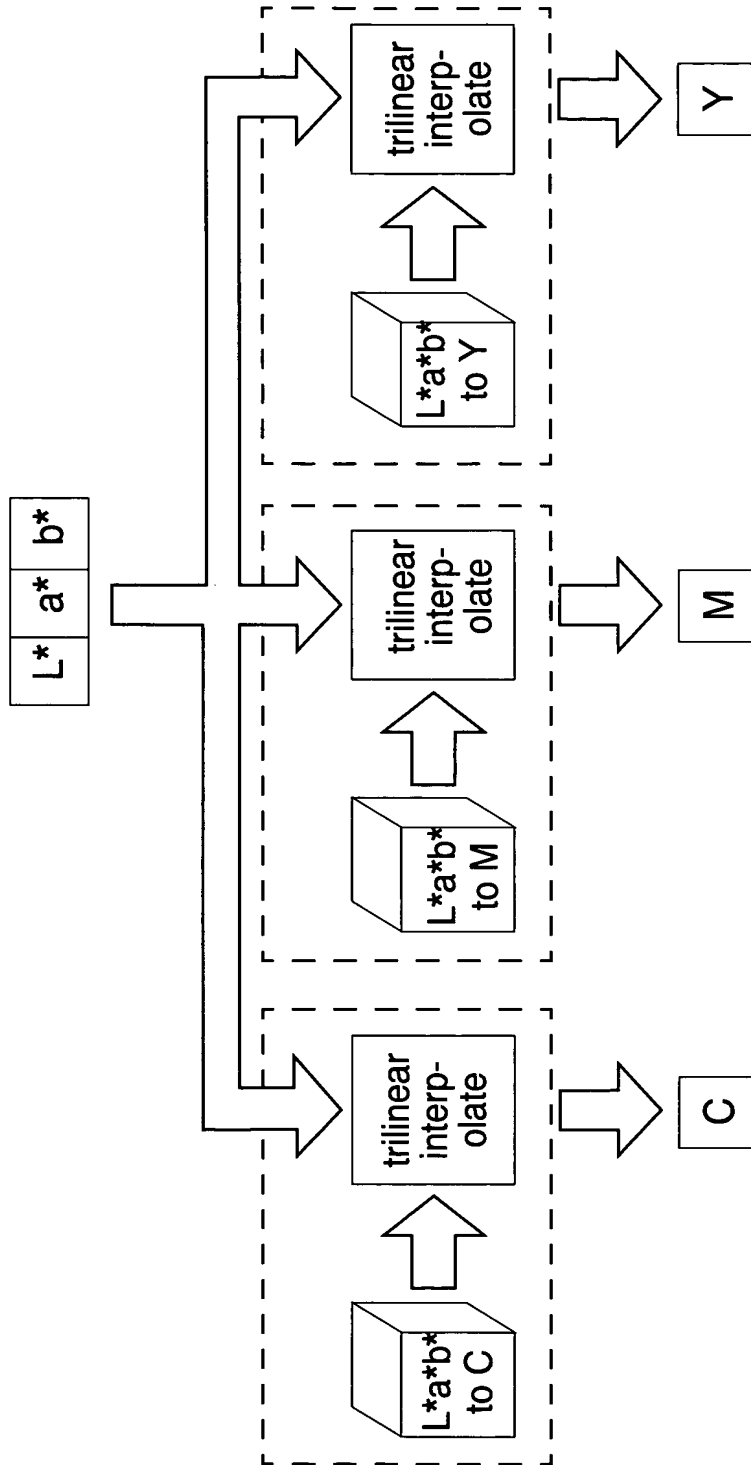 L* a* b*
L*a*b*
to C
trilinear
interp-
olate
L*a*b*
to M
trilinear
interp-
olate
L*a*b*
to Y
trilinear
interp-
olate
C
M
Y